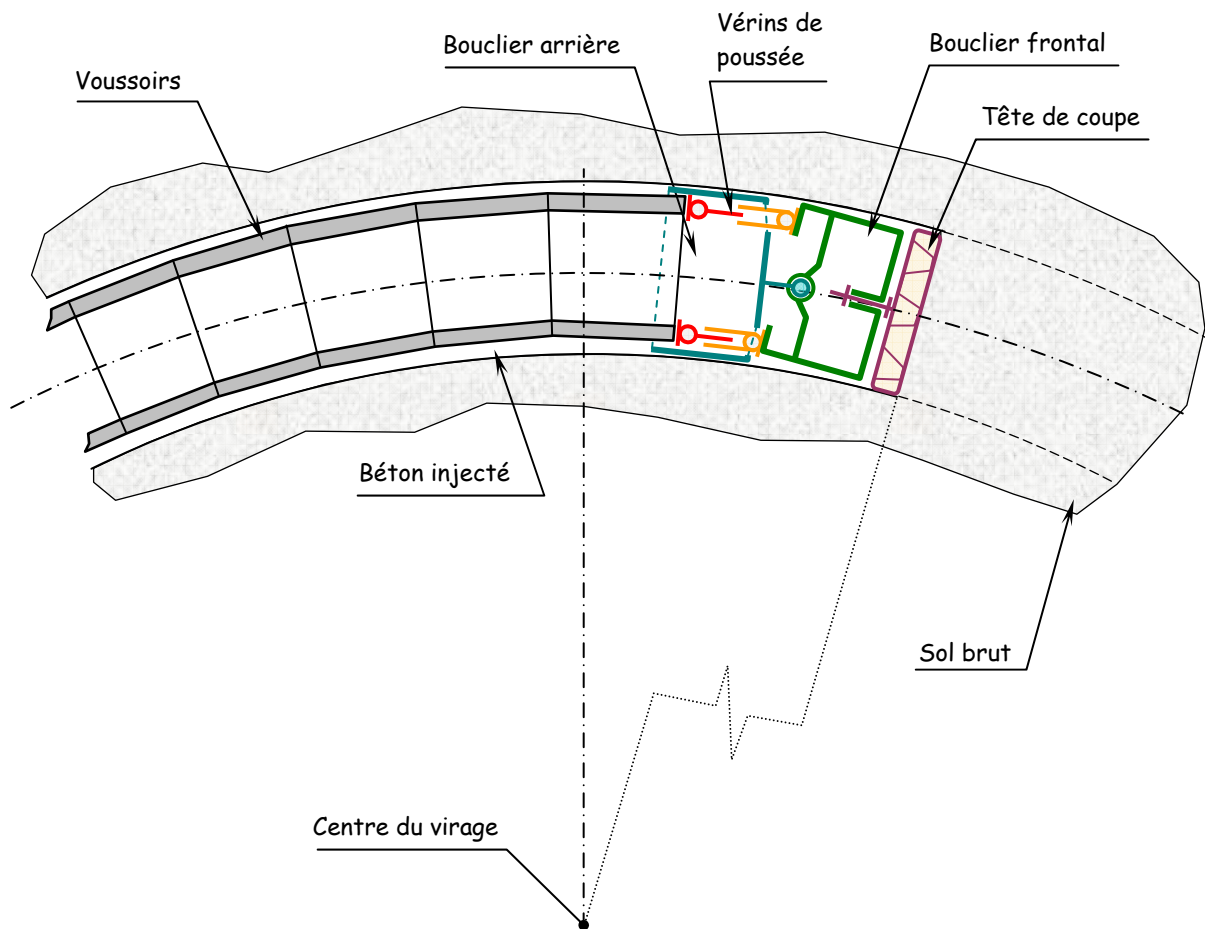 Vérins de
poussée
Bouclier arrière
Bouclier frontal
Voussoirs
Tête de coupe
Béton injecté
Sol brut
Centre du virage